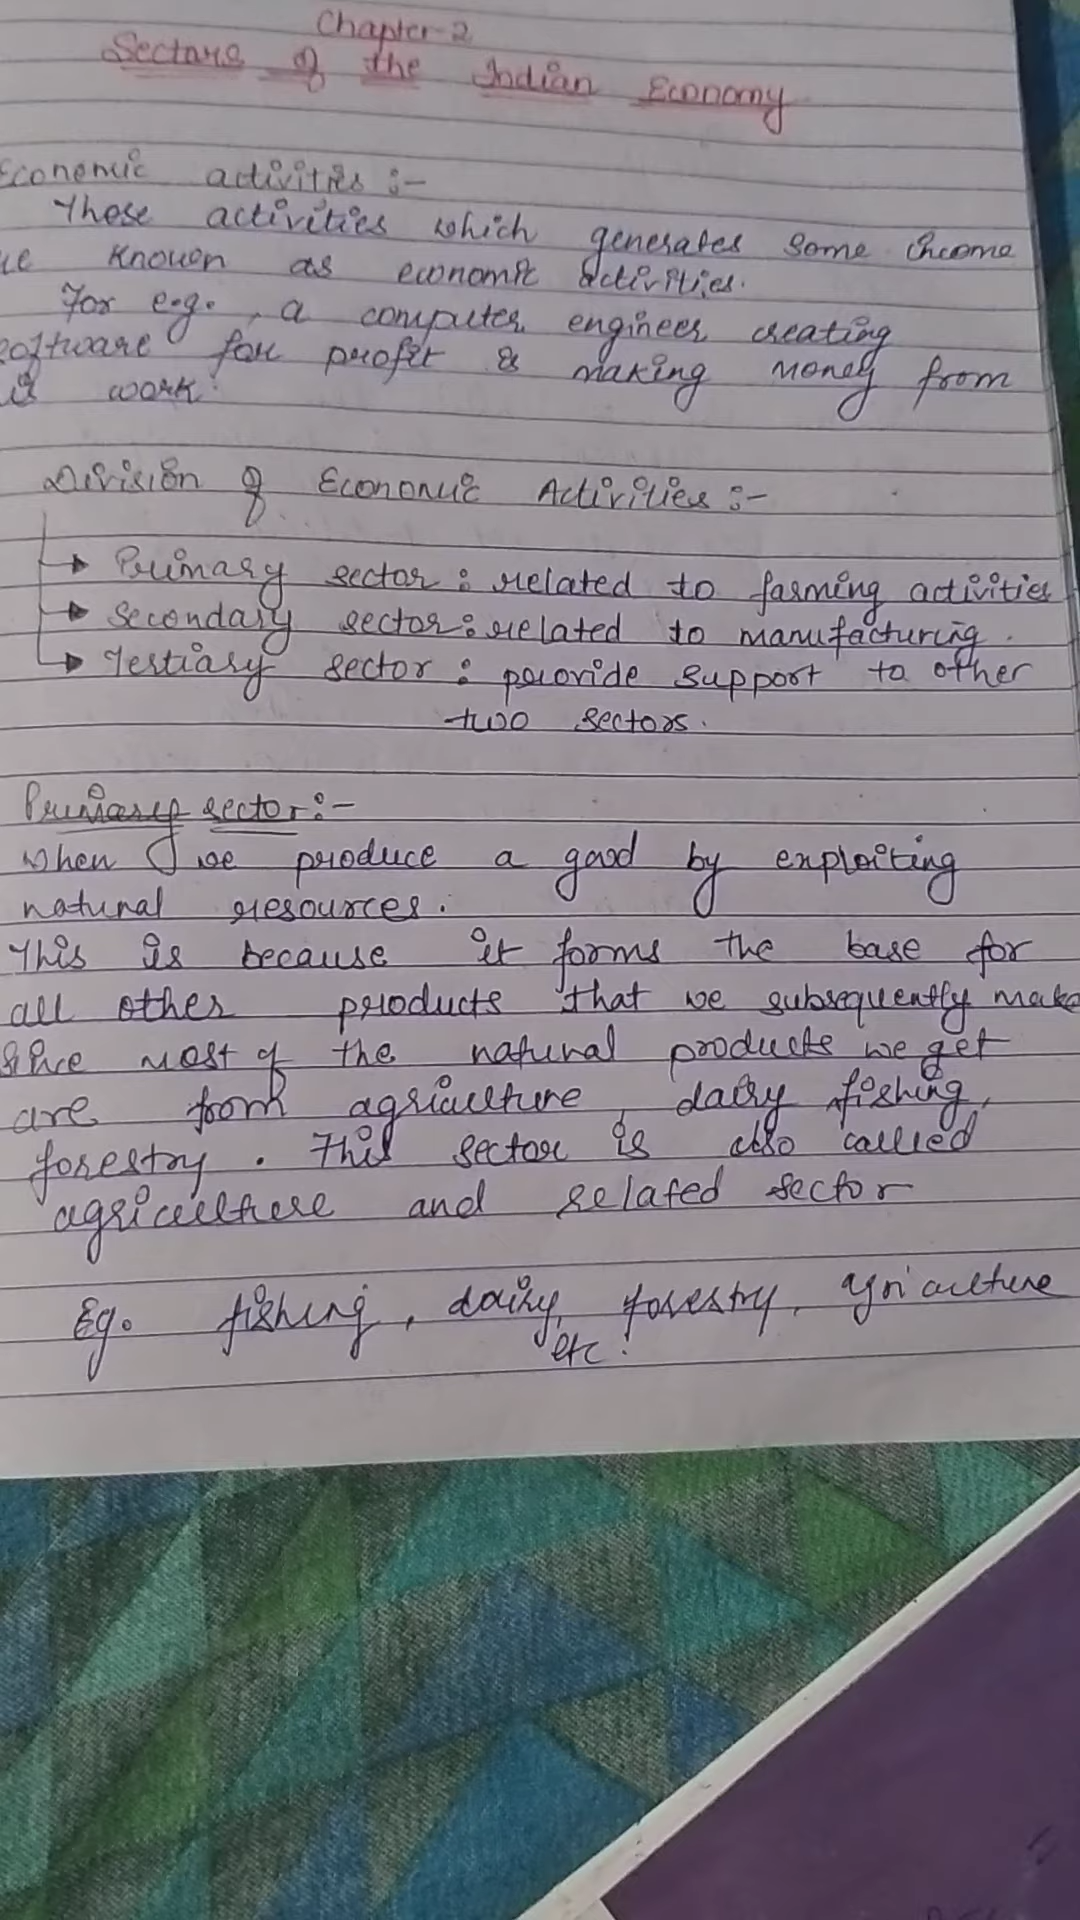 Chapter-2
Sectors of the Indian Economy
Economic activities :-
Those activities which generates some income
known as economic activities.
For e.g. , a computer engineer creating
software for profit & making money from
work.
Division of Economic Activities :-
→ Primary sector : related to farming activities
→ Secondary sector : related to manufacturing.
→ Tertiary sector : provide support to other
two sectors.
Primary sector :-
When we produce a good by exploiting
natural resources.
This is because it forms the base for
all other products that we subsequently make
Since most of the natural products we get
are from agriculture, dairy fishing,
forestry. This sector is also called
agriculture and related sector
Eg. fishing, dairy, forestry, agriculture
etc.